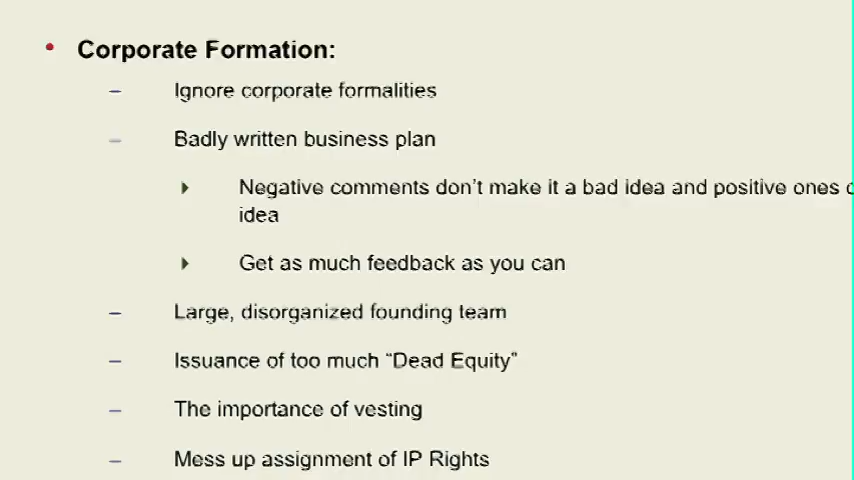 • Corporate Formation:
– Ignore corporate formalities
– Badly written business plan
Negative comments don't make it a bad idea and positive ones
idea
Get as much feedback as you can
– Large, disorganized founding team
– Issuance of too much “Dead Equity”
– The importance of vesting
– Mess up assignment of IP Rights